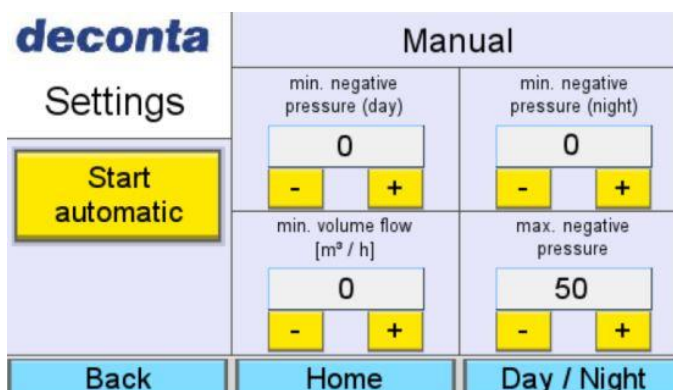 deconta
Settings
Start
automatic
Manual
min. negative
pressure (day)
0
- +
min. negative
pressure (night)
0
- +
min. volume flow
[m³ / h]
0
- +
max. negative
pressure
50
- +
Back
Home
Day / Night